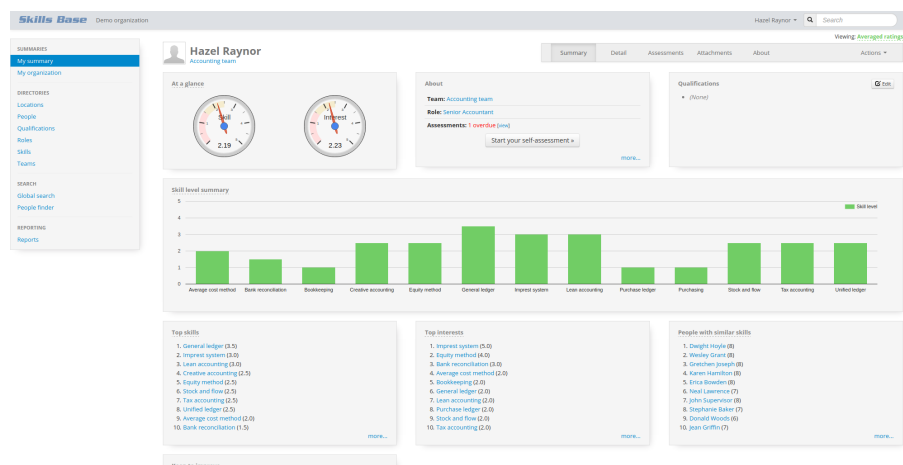 Skills Base Demo organization
Hazel Raynor
Search
Viewing: Averaged ratings
SUMMARIES
My summary
My organization
DIRECTORIES
Locations
People
Qualifications
Roles
Skills
Teams
SEARCH
Global search
People finder
REPORTING
Reports
Hazel Raynor
Accounting team
Summary Detail Assessments Attachments About Actions
At a glance
Skill
2.19
Interest
2.23
About
Team: Accounting team
Role: Senior Accountant
Assessments: 1 overdue [view]
Start your self-assessment »
more...
Qualifications
Edit
(None)
Skill level summary
Skill level
5
4
3
2
1
0
Average cost method Bank reconciliation Bookkeeping Creative accounting Equity method General ledger Imprest system Lean accounting Purchase ledger Purchasing Stock and flow Tax accounting Unified ledger
Top skills
1. General ledger (3.5)
2. Imprest system (3.0)
3. Lean accounting (3.0)
4. Creative accounting (2.5)
5. Equity method (2.5)
6. Stock and flow (2.5)
7. Tax accounting (2.5)
8. Unified ledger (2.5)
9. Average cost method (2.0)
10. Bank reconciliation (1.5)
more...
Top interests
1. Imprest system (5.0)
2. Equity method (4.0)
3. Bank reconciliation (3.0)
4. Average cost method (2.0)
5. Bookkeeping (2.0)
6. General ledger (2.0)
7. Lean accounting (2.0)
8. Purchase ledger (2.0)
9. Stock and flow (2.0)
10. Tax accounting (2.0)
more...
People with similar skills
1. Dwight Hoyle (8)
2. Wesley Grant (8)
3. Gretchen Joseph (8)
4. Karen Hamilton (8)
5. Erica Bowden (8)
6. Neal Lawrence (7)
7. John Supervisor (8)
8. Stephanie Baker (7)
9. Donald Woods (6)
10. Jean Griffin (7)
more...